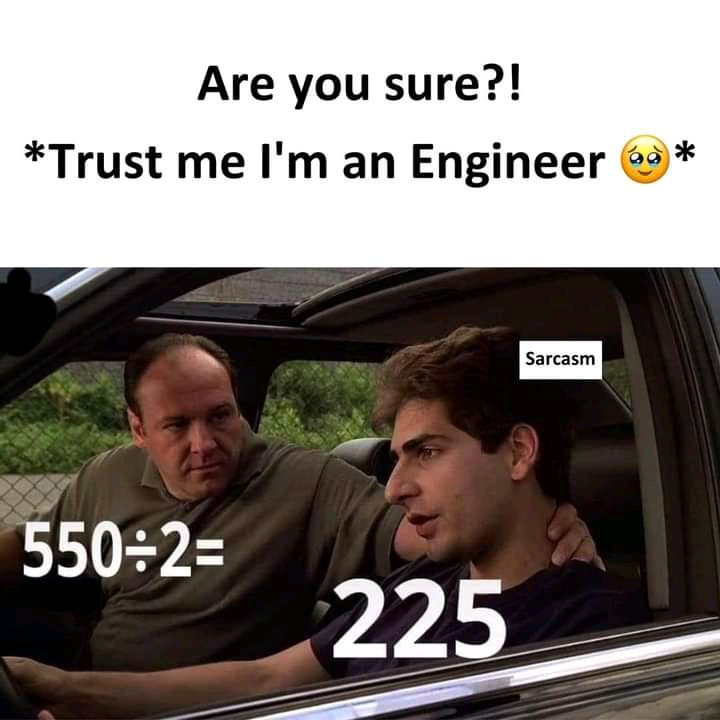 Are you sure?!
*Trust me I'm an Engineer 🥹*
Sarcasm
550÷2=
225